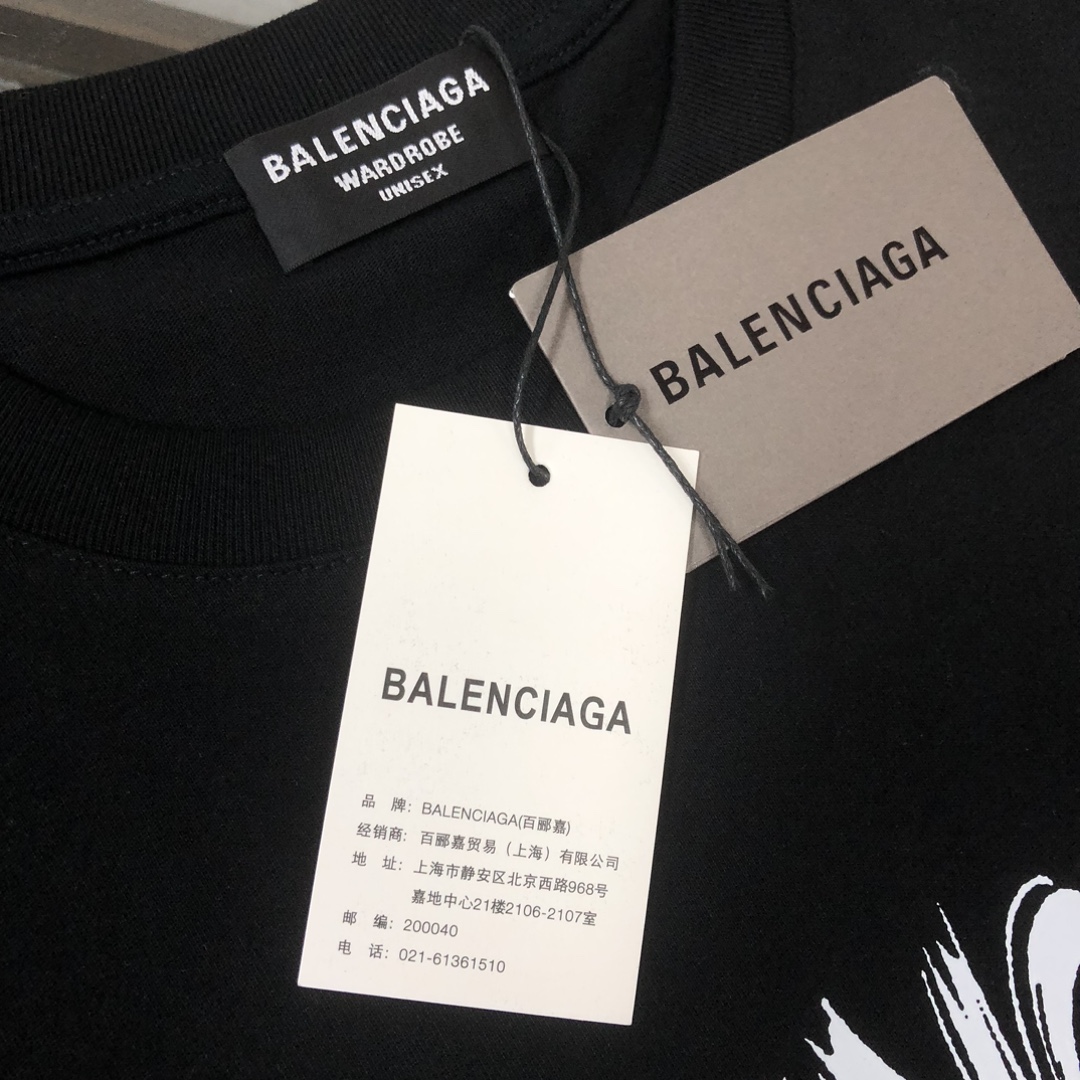 BALENCIAGA
WARDROBE
UNISEX
BALENCIAGA
BALENCIAGA
品 牌：BALENCIAGA(百郦嘉)
经销商：百郦嘉贸易（上海）有限公司
地 址：上海市静安区北京西路968号
嘉地中心21楼2106-2107室
邮 编：200040
电 话：021-61361510